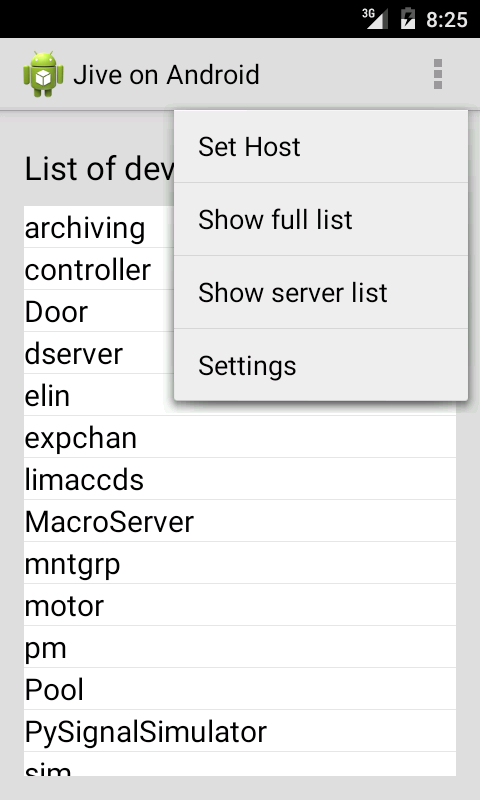 3G 8:25
Jive on Android
Set Host
List of dev
Show full list
archiving
controller
Show server list
Door
dserver
Settings
elin
expchan
limaccds
MacroServer
mntgrp
motor
pm
Pool
PySignalSimulator
sim